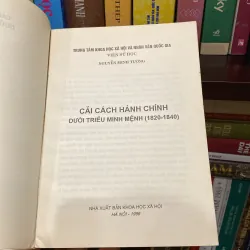 TRUNG TÂM KHOA HỌC XÃ HỘI VÀ NHÂN VĂN QUỐC GIA
VIỆN SỬ HỌC
NGUYỄN MINH TƯỜNG
CẢI CÁCH HÀNH CHÍNH
DƯỚI TRIỀU MINH MỆNH (1820-1840)
NHÀ XUẤT BẢN KHOA HỌC XÃ HỘI
HÀ NỘI - 1996